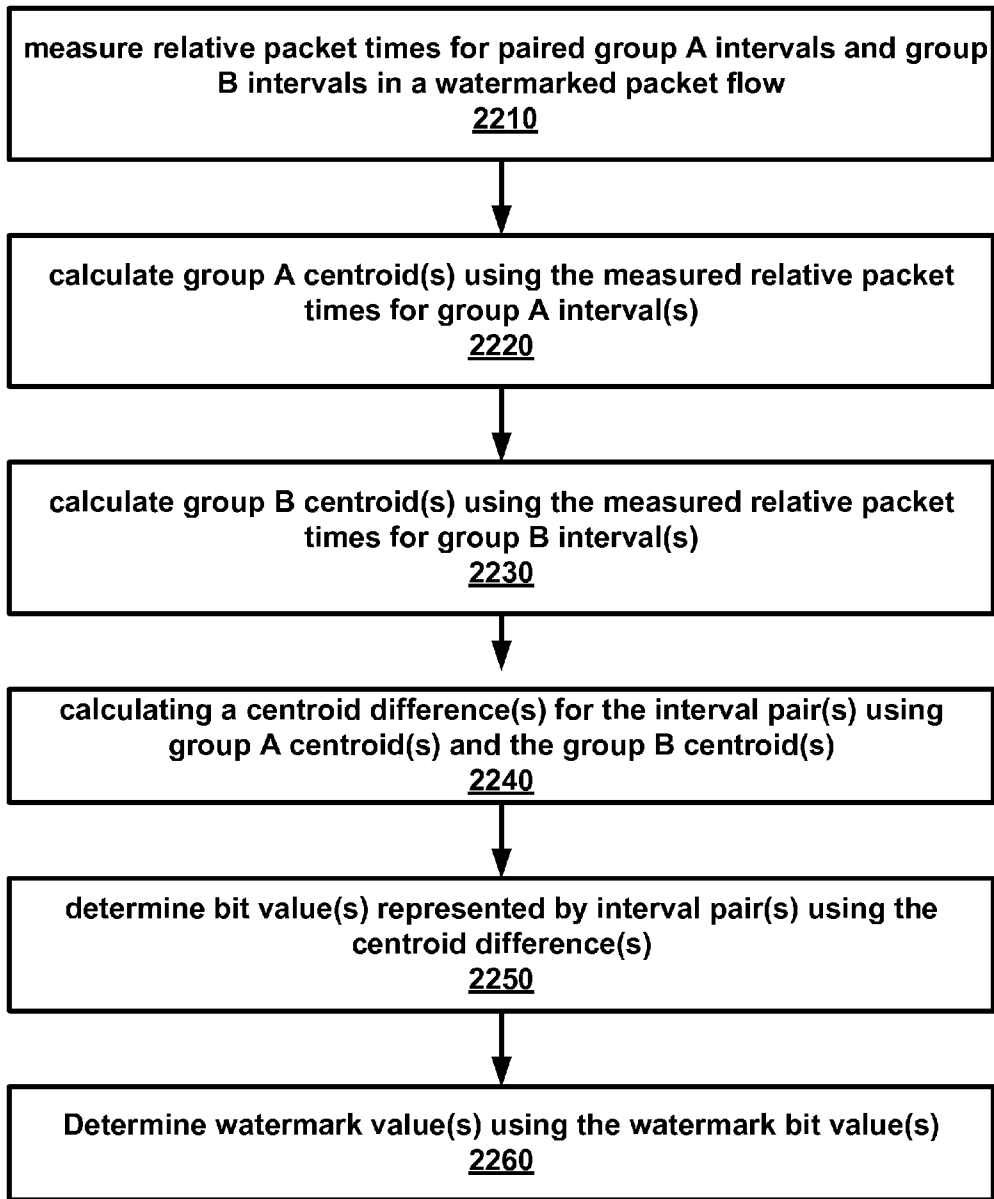 measure relative packet times for paired group A intervals and group
B intervals in a watermarked packet flow
2210
calculate group A centroid(s) using the measured relative packet
times for group A interval(s)
2220
calculate group B centroid(s) using the measured relative packet
times for group B interval(s)
2230
calculating a centroid difference(s) for the interval pair(s) using
group A centroid(s) and the group B centroid(s)
2240
determine bit value(s) represented by interval pair(s) using the
centroid difference(s)
2250
Determine watermark value(s) using the watermark bit value(s)
2260